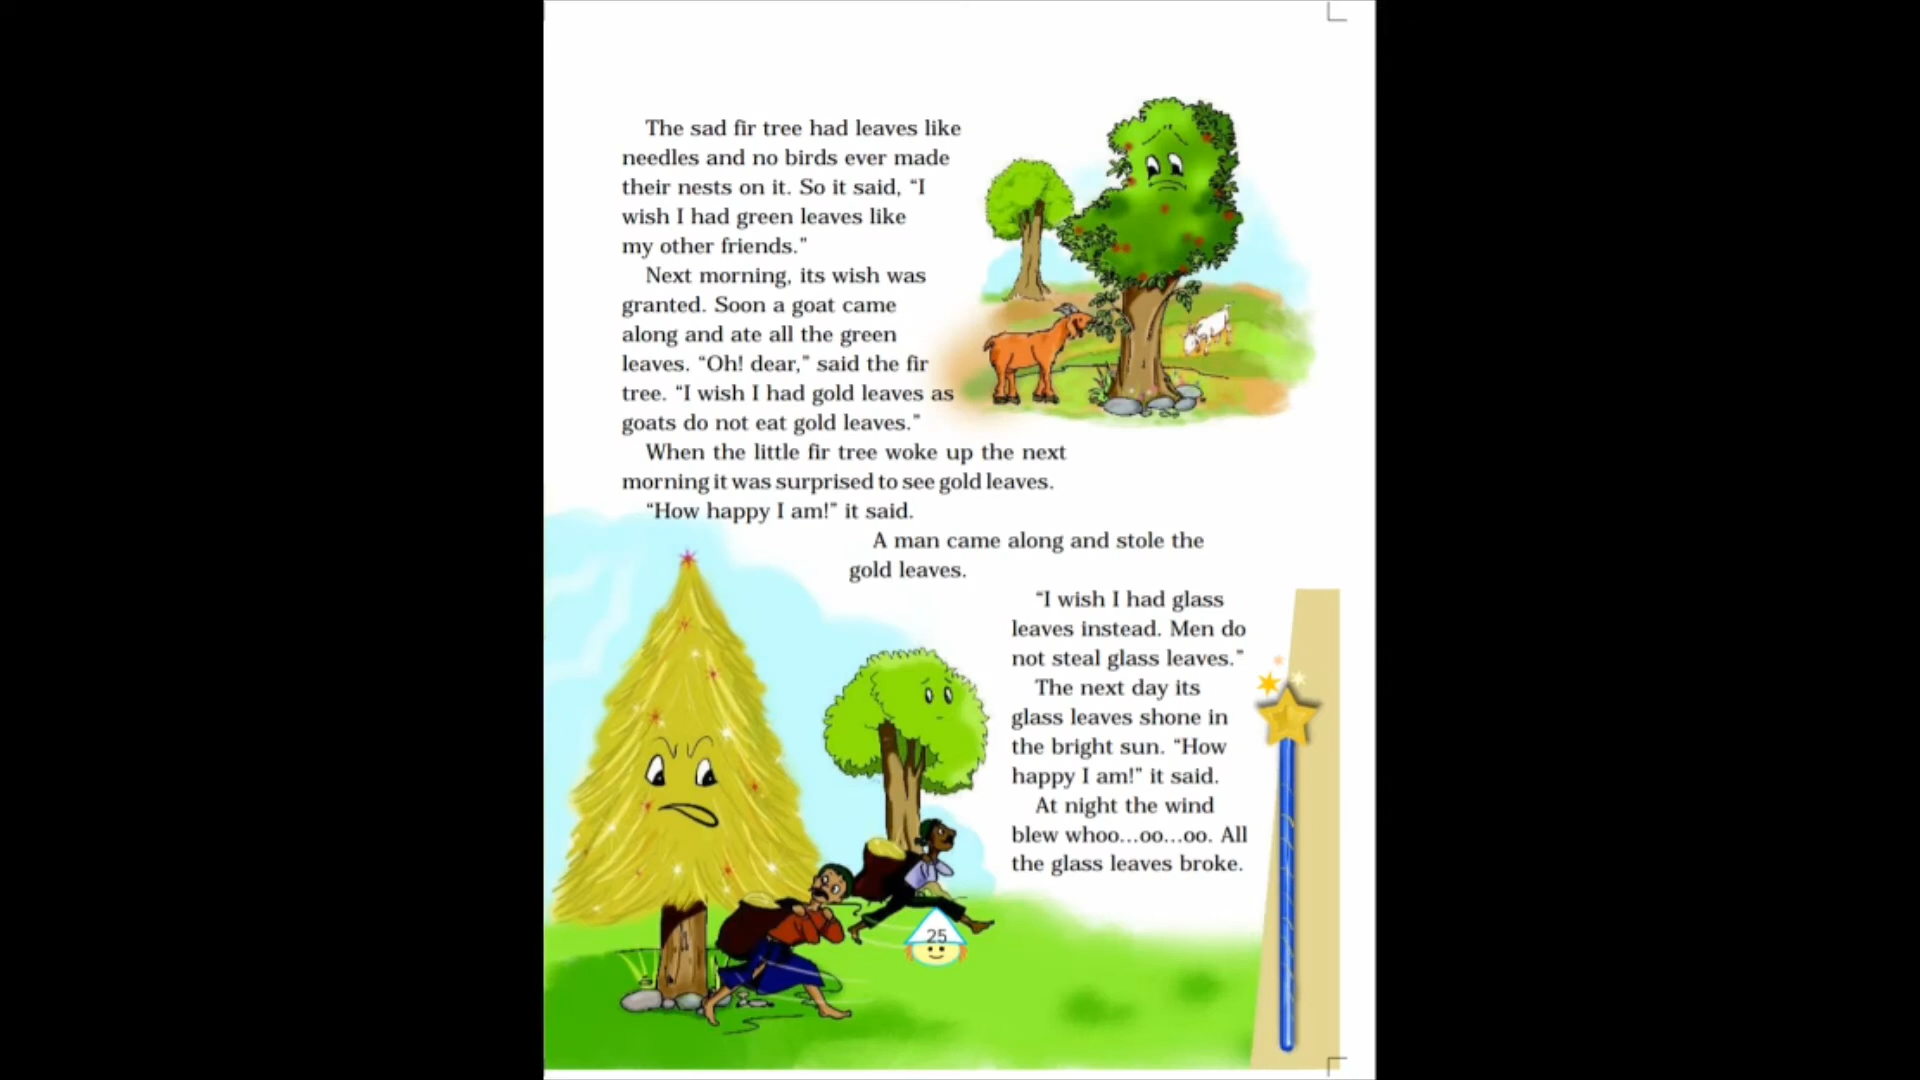 The sad fir tree had leaves like
needles and no birds ever made
their nests on it. So it said, “I
wish I had green leaves like
my other friends.”
Next morning, its wish was
granted. Soon a goat came
along and ate all the green
leaves. “Oh! dear,” said the fir
tree. “I wish I had gold leaves as
goats do not eat gold leaves.”
When the little fir tree woke up the next
morning it was surprised to see gold leaves.
“How happy I am!” it said.
A man came along and stole the
gold leaves.
“I wish I had glass
leaves instead. Men do
not steal glass leaves.”
The next day its
glass leaves shone in
the bright sun. “How
happy I am!” it said.
At night the wind
blew whoo...oo...oo. All
the glass leaves broke.
25